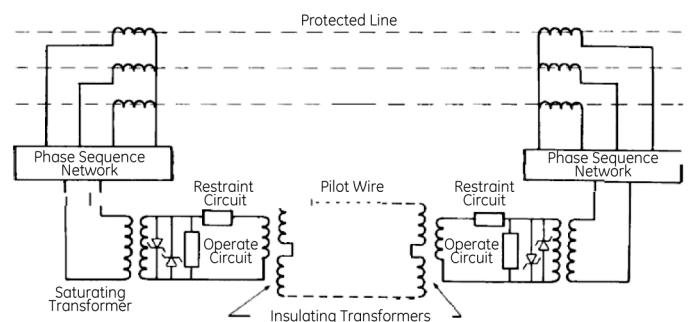 Protected Line
Phase Sequence
Network
Phase Sequence
Network
Restraint
Circuit
Pilot Wire
Restraint
Circuit
Operate
Circuit
Operate
Circuit
Saturating
Transformer
Insulating Transformers